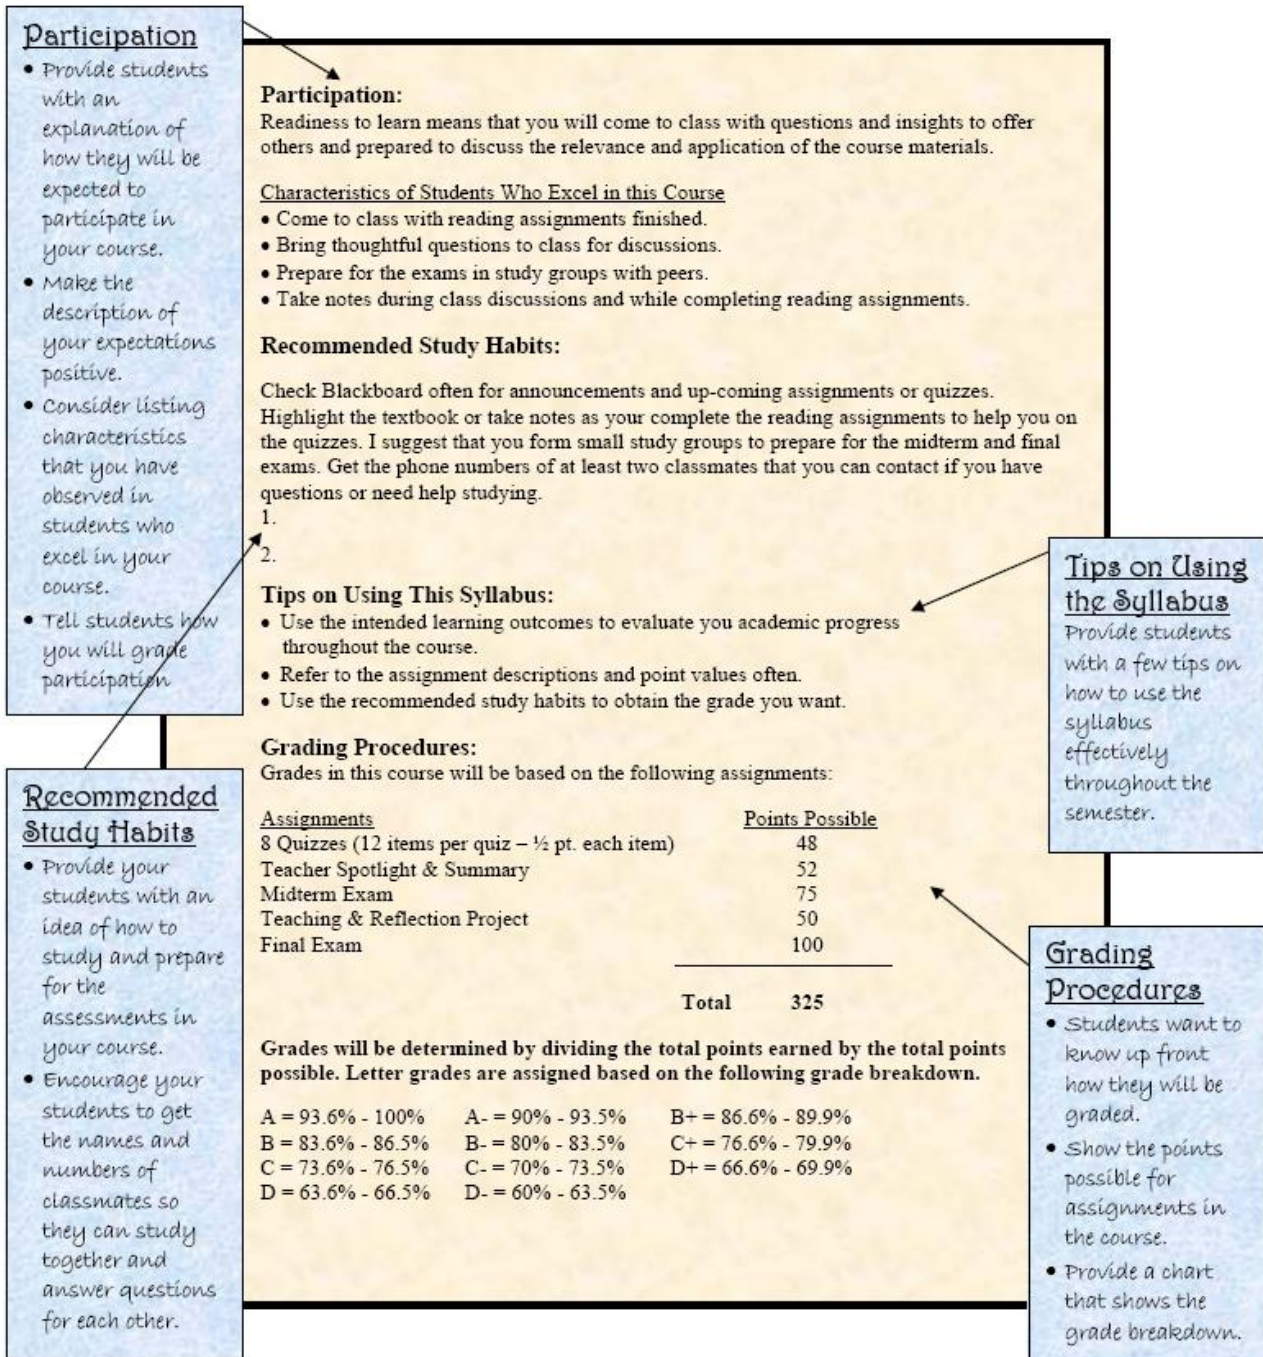 Participation
• Provide students
with an
explanation of
how they will be
expected to
participate in
your course.
• Make the
description of
your expectations
positive.
• Consider listing
characteristics
that you have
observed in
students who
excel in your
course.
• Tell students how
you will grade
participation
Participation:
Readiness to learn means that you will come to class with questions and insights to offer
others and prepared to discuss the relevance and application of the course materials.
Characteristics of Students Who Excel in this Course
• Come to class with reading assignments finished.
• Bring thoughtful questions to class for discussions.
• Prepare for the exams in study groups with peers.
• Take notes during class discussions and while completing reading assignments.
Recommended Study Habits:
Check Blackboard often for announcements and up-coming assignments or quizzes.
Highlight the textbook or take notes as your complete the reading assignments to help you on
the quizzes. I suggest that you form small study groups to prepare for the midterm and final
exams. Get the phone numbers of at least two classmates that you can contact if you have
questions or need help studying.
1.
2.
Tips on Using This Syllabus:
• Use the intended learning outcomes to evaluate you academic progress
throughout the course.
• Refer to the assignment descriptions and point values often.
• Use the recommended study habits to obtain the grade you want.
Tips on Using
the Syllabus
Provide students
with a few tips on
how to use the
syllabus
effectively
throughout the
semester.
Recommended
Study Habits
• Provide your
students with an
idea of how to
study and prepare
for the
assessments in
your course.
• Encourage your
students to get
the names and
numbers of
classmates so
they can study
together and
answer questions
for each other.
Grading Procedures:
Grades in this course will be based on the following assignments:
Assignments Points Possible
8 Quizzes (12 items per quiz – ½ pt. each item) 48
Teacher Spotlight & Summary 52
Midterm Exam 75
Teaching & Reflection Project 50
Final Exam 100
Total 325
Grades will be determined by dividing the total points earned by the total points
possible. Letter grades are assigned based on the following grade breakdown.
A = 93.6% - 100% A- = 90% - 93.5% B+ = 86.6% - 89.9%
B = 83.6% - 86.5% B- = 80% - 83.5% C+ = 76.6% - 79.9%
C = 73.6% - 76.5% C- = 70% - 73.5% D+ = 66.6% - 69.9%
D = 63.6% - 66.5% D- = 60% - 63.5%
Grading
Procedures
• Students want to
know up front
how they will be
graded.
• Show the points
possible for
assignments in
the course.
• Provide a chart
that shows the
grade breakdown.